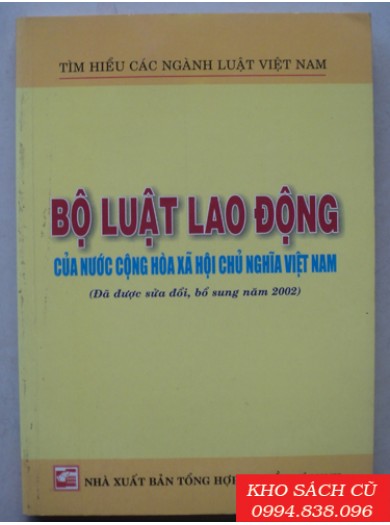 TÌM HIỂU CÁC NGÀNH LUẬT VIỆT NAM
BỘ LUẬT LAO ĐỘNG
CỦA NƯỚC CỘNG HÒA XÃ HỘI CHỦ NGHĨA VIỆT NAM
(Đã được sửa đổi, bổ sung năm 2002)
NHÀ XUẤT BẢN TỔNG HỢP
KHO SÁCH CŨ
0994.838.096